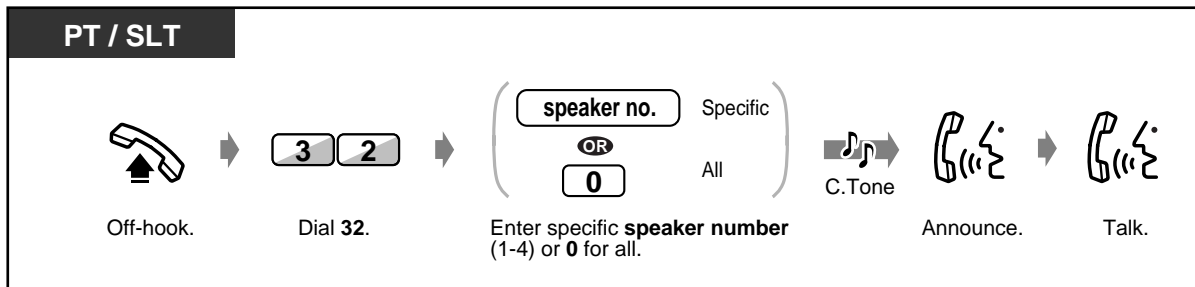 PT / SLT
3 2
speaker no. Specific
OR
0 All
C.Tone
Off-hook.
Dial 32.
Enter specific speaker number
(1-4) or 0 for all.
Announce.
Talk.